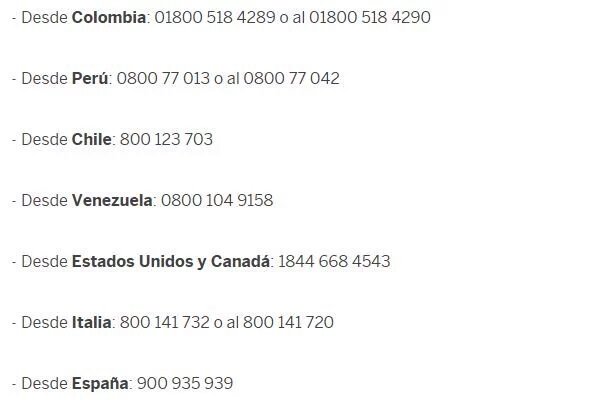 - Desde Colombia: 01800 518 4289 o al 01800 518 4290
- Desde Perú: 0800 77 013 o al 0800 77 042
- Desde Chile: 800 123 703
- Desde Venezuela: 0800 104 9158
- Desde Estados Unidos y Canadá: 1844 668 4543
- Desde Italia: 800 141 732 o al 800 141 720
- Desde España: 900 935 939